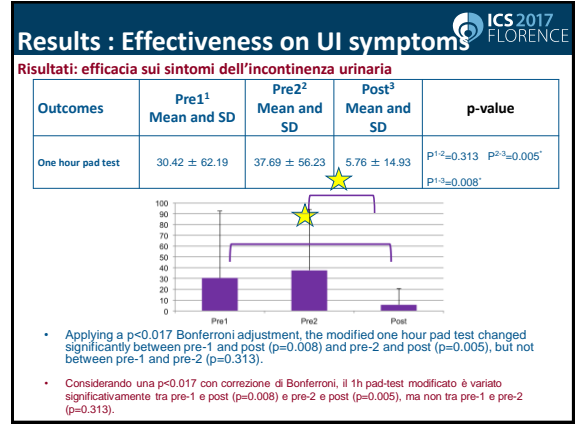 Results : Effectiveness on UI symptoms
ICS 2017
FLORENCE
Risultati: efficacia sui sintomi dell'incontinenza urinaria
Outcomes
Pre1¹
Mean and SD
Pre2²
Mean and
SD
Post³
Mean and
SD
p-value
One hour pad test
30.42 ± 62.19
37.69 ± 56.23
5.76 ± 14.93
P¹⁻²=0.313 P²⁻³=0.005*
P¹⁻³=0.008*
100
90
80
70
60
50
40
30
20
10
0
Pre1
Pre2
Post
• Applying a p<0.017 Bonferroni adjustment, the modified one hour pad test changed
significantly between pre-1 and post (p=0.008) and pre-2 and post (p=0.005), but not
between pre-1 and pre-2 (p=0.313).
• Considerando una p<0.017 con correzione di Bonferroni, il 1h pad-test modificato è variato
significativamente tra pre-1 e post (p=0.008) e pre-2 e post (p=0.005), ma non tra pre-1 e pre-2
(p=0.313).